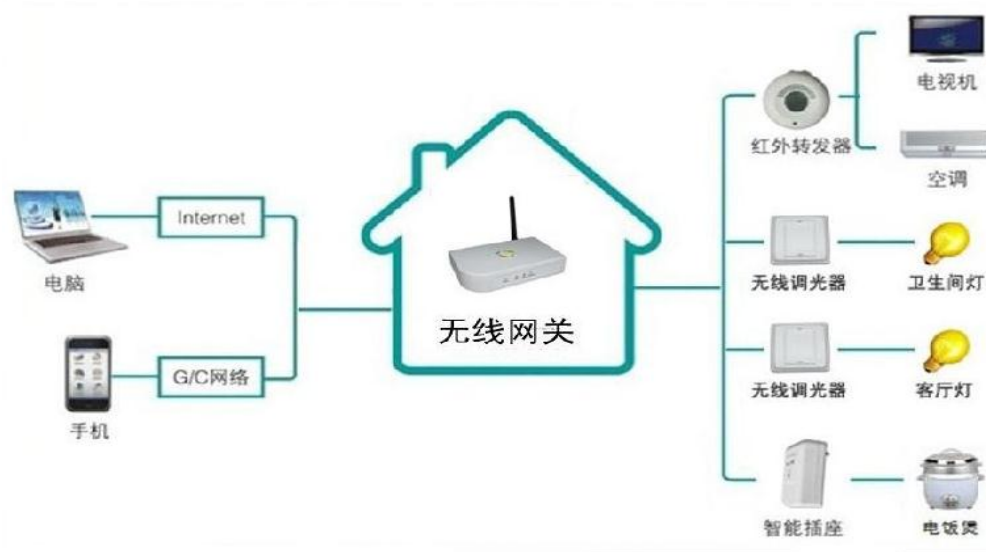 电视机
红外转发器
空调
Internet
电脑
无线调光器
卫生间灯
无线网关
G/C网络
手机
无线调光器
客厅灯
智能插座
电饭煲